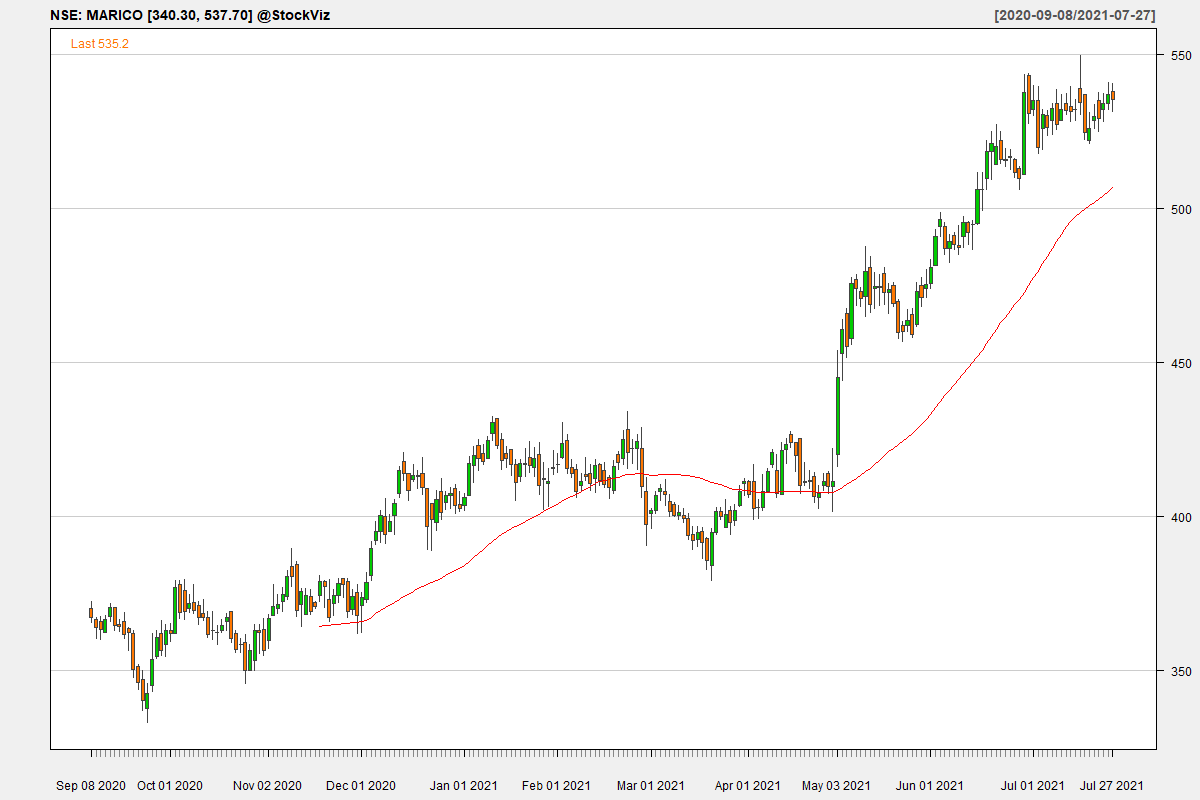 NSE: MARICO [340.30, 537.70] @StockViz [2020-09-08/2021-07-27]
Last 535.2
550
500
450
400
350
Sep 08 2020 Oct 01 2020 Nov 02 2020 Dec 01 2020 Jan 01 2021 Feb 01 2021 Mar 01 2021 Apr 01 2021 May 03 2021 Jun 01 2021 Jul 01 2021 Jul 27 2021